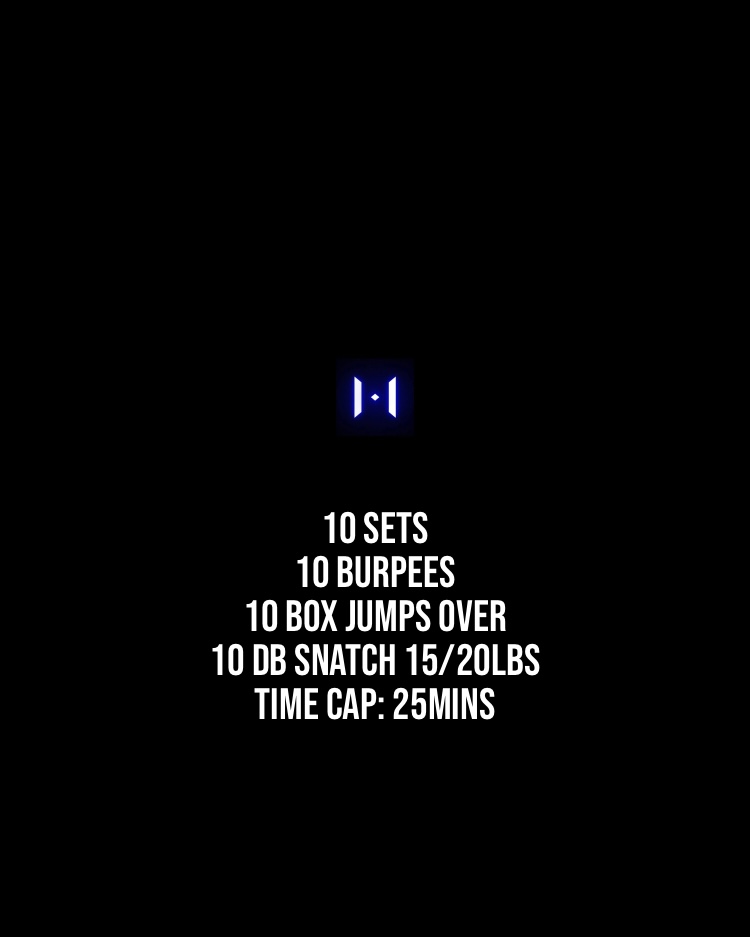 10 SETS
10 BURPEES
10 BOX JUMPS OVER
10 DB SNATCH 15/20LBS
TIME CAP: 25MINS